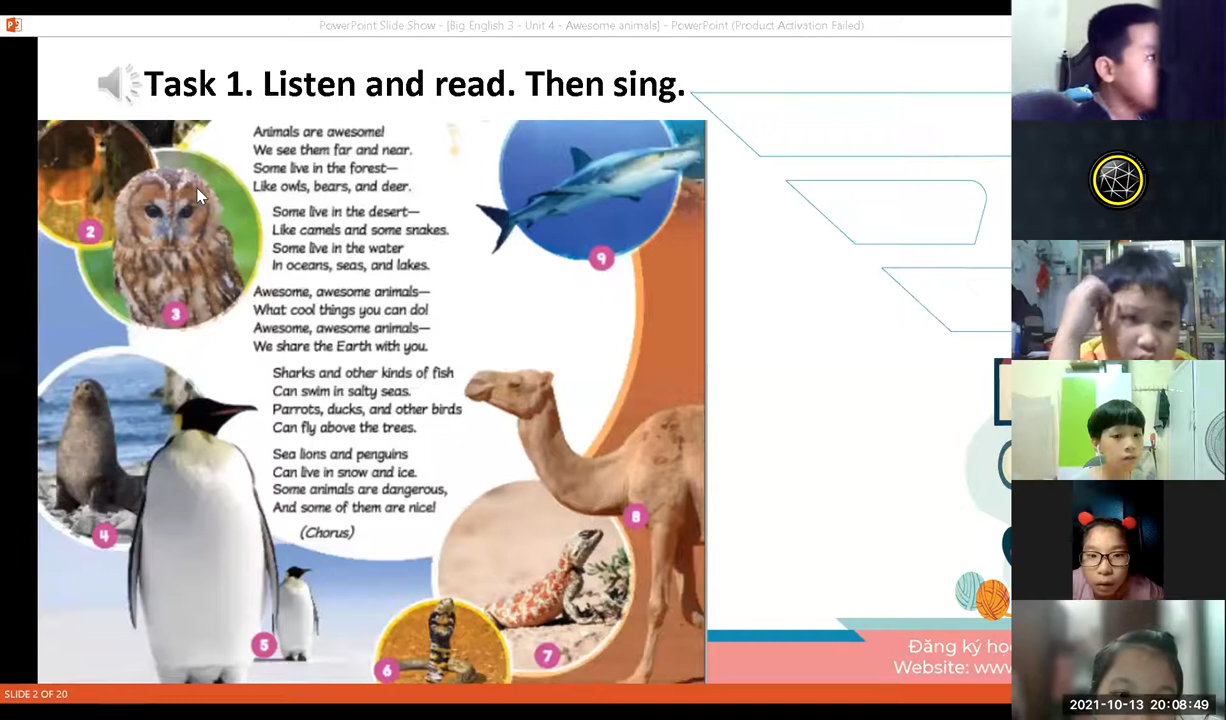 PowerPoint Slide Show - [Big English 3 - Unit 4 - Awesome animals] - PowerPoint (Product Activation Failed)
Task 1. Listen and read. Then sing.
Animals are awesome!
We see them far and near.
Some live in the forest—
Like owls, bears, and deer.
Some live in the desert—
Like camels and some snakes.
Some live in the water
In oceans, seas, and lakes.
Awesome, awesome animals—
What cool things you can do!
Awesome, awesome animals—
We share the Earth with you.
Sharks and other kinds of fish
Can swim in salty seas.
Parrots, ducks, and other birds
Can fly above the trees.
Sea lions and penguins
Can live in snow and ice.
Some animals are dangerous,
And some of them are nice!
(Chorus)
2
3
4
5
6
7
8
9
Đăng ký
Website:
SLIDE 2 OF 20
2021-10-13 20:08:49